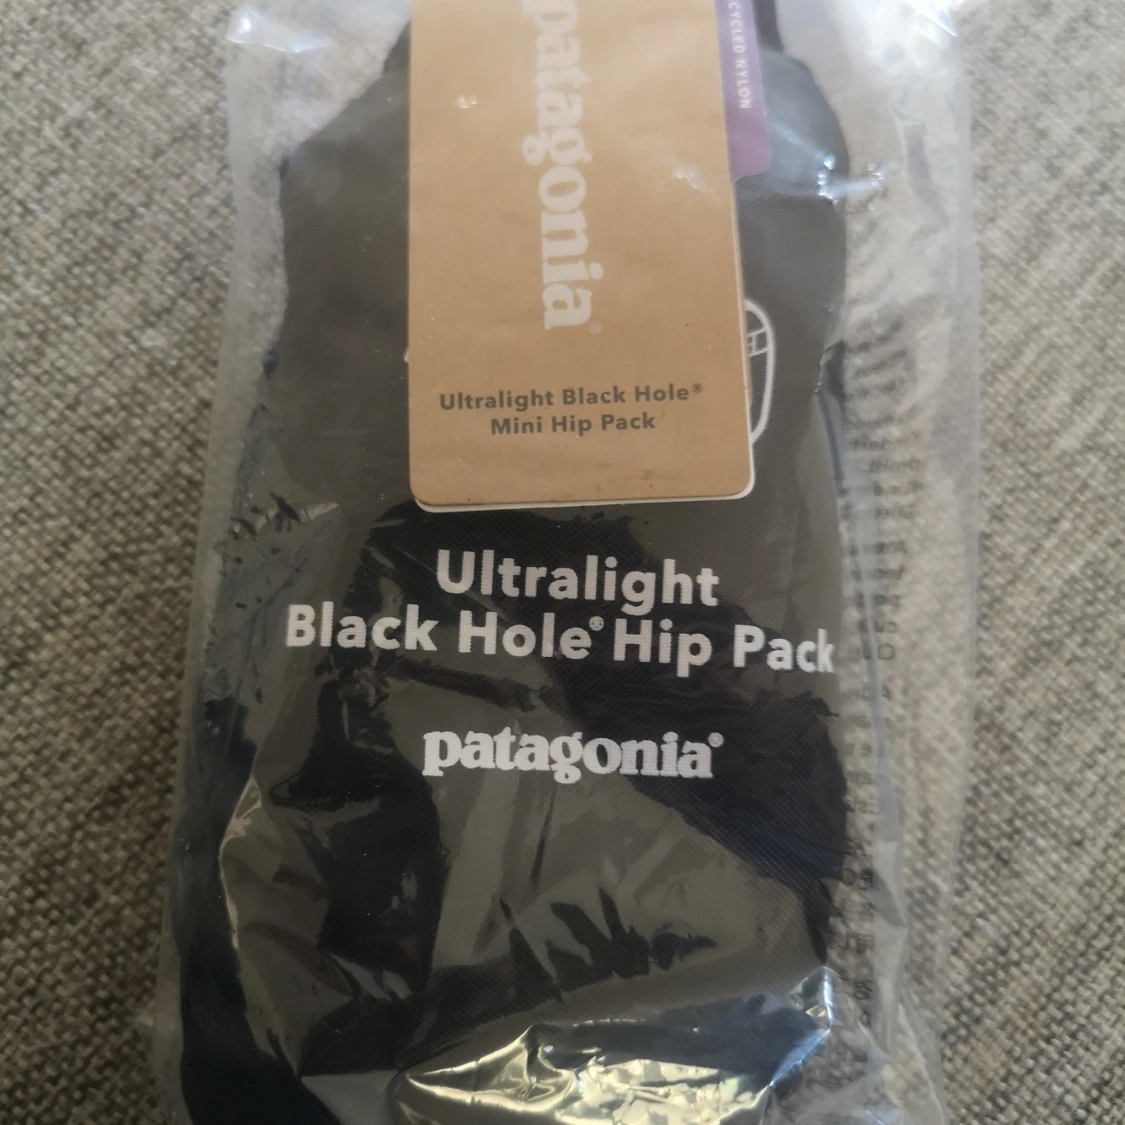 patagonia®
CYCLED NYLON
Ultralight Black Hole®
Mini Hip Pack
Ultralight
Black Hole® Hip Pack
patagonia®